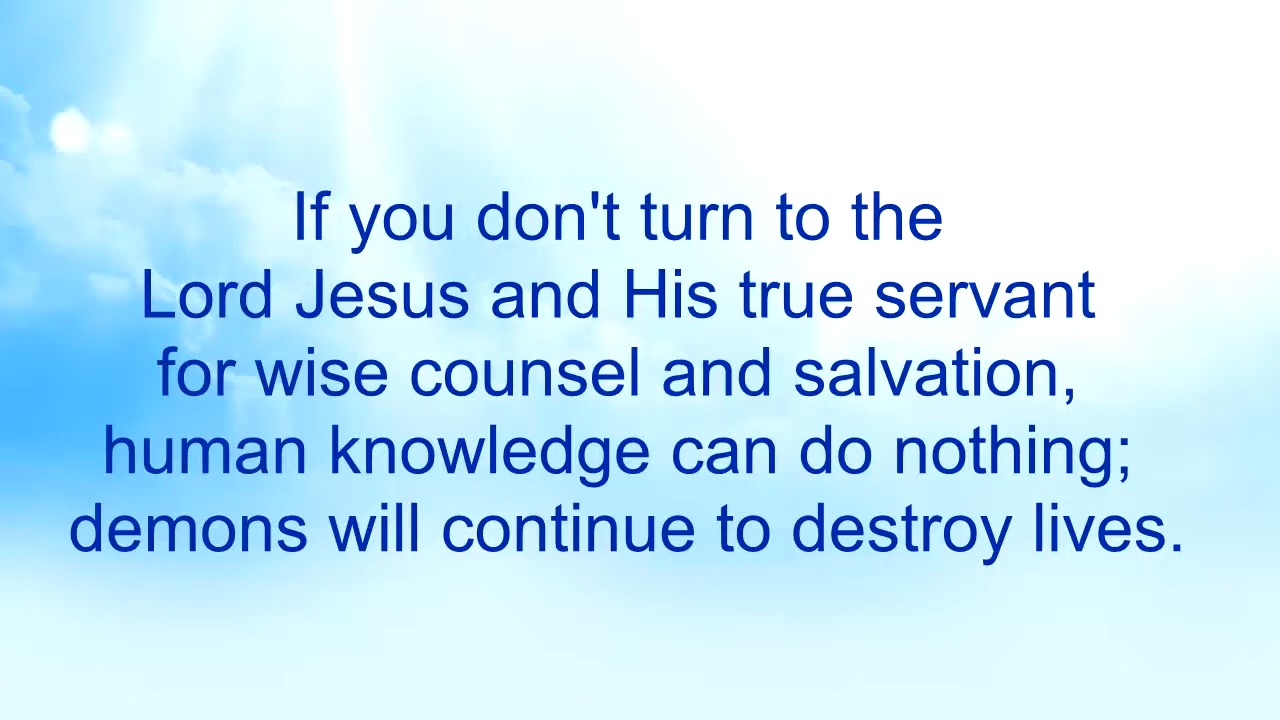 If you don't turn to the
Lord Jesus and His true servant
for wise counsel and salvation,
human knowledge can do nothing;
demons will continue to destroy lives.